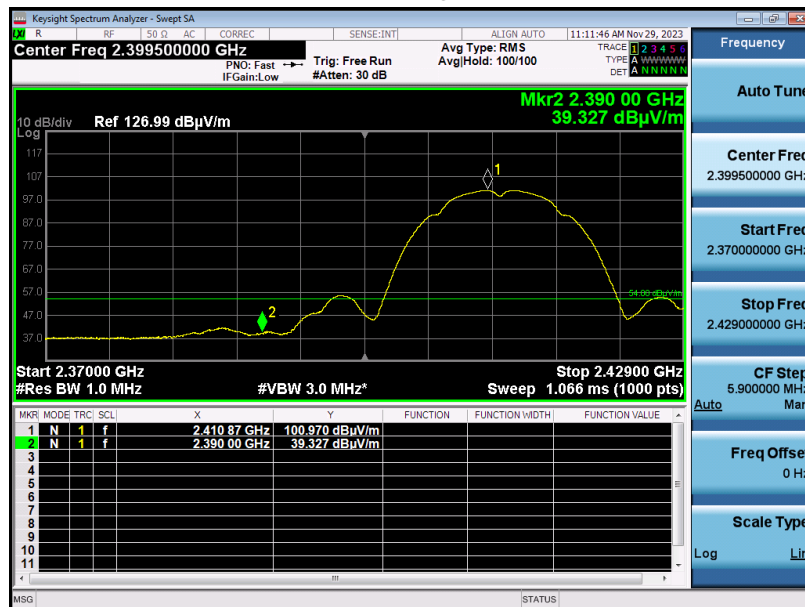 Keysight Spectrum Analyzer - Swept SA
LXI R RF 50 Ω AC CORREC SENSE:INT ALIGN AUTO 11:11:46 AM Nov 29, 2023
Center Freq 2.399500000 GHz
PNO: Fast
IFGain:Low
Trig: Free Run
#Atten: 30 dB
Avg Type: RMS
Avg|Hold: 100/100
TRACE 1 2 3 4 5 6
TYPE A WWWWW
DET A N N N N N
Mkr2 2.390 00 GHz
39.327 dBµV/m
10 dB/div Ref 126.99 dBµV/m
Log
117
107
97.0
87.0
77.0
67.0
57.0
47.0
37.0
1
2
54.00 dBµV/m
Start 2.37000 GHz Stop 2.42900 GHz
#Res BW 1.0 MHz #VBW 3.0 MHz* Sweep 1.066 ms (1000 pts)
MKR MODE TRC SCL X Y FUNCTION FUNCTION WIDTH FUNCTION VALUE
1 N 1 f 2.410 87 GHz 100.970 dBµV/m
2 N 1 f 2.390 00 GHz 39.327 dBµV/m
3
4
5
6
7
8
9
10
11
MSG STATUS
Frequency
Auto Tune
Center Freq
2.399500000 GHz
Start Freq
2.370000000 GHz
Stop Freq
2.429000000 GHz
CF Step
5.900000 MHz
Auto Man
Freq Offset
0 Hz
Scale Type
Log Lin